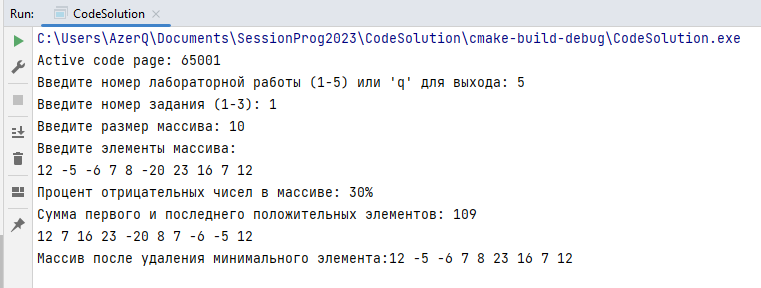 Run: CodeSolution
C:\Users\AzerQ\Documents\SessionProg2023\CodeSolution\cmake-build-debug\CodeSolution.exe
Active code page: 65001
Введите номер лабораторной работы (1-5) или 'q' для выхода: 5
Введите номер задания (1-3): 1
Введите размер массива: 10
Введите элементы массива:
12 -5 -6 7 8 -20 23 16 7 12
Процент отрицательных чисел в массиве: 30%
Сумма первого и последнего положительных элементов: 109
12 7 16 23 -20 8 7 -6 -5 12
Массив после удаления минимального элемента:12 -5 -6 7 8 23 16 7 12